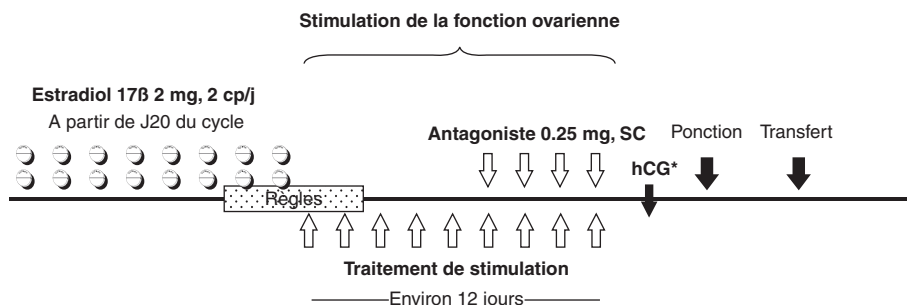 Stimulation de la fonction ovarienne
Estradiol 17ß 2 mg, 2 cp/j
A partir de J20 du cycle
Antagoniste 0.25 mg, SC
Ponction
Transfert
hCG*
Règles
Traitement de stimulation
Environ 12 jours